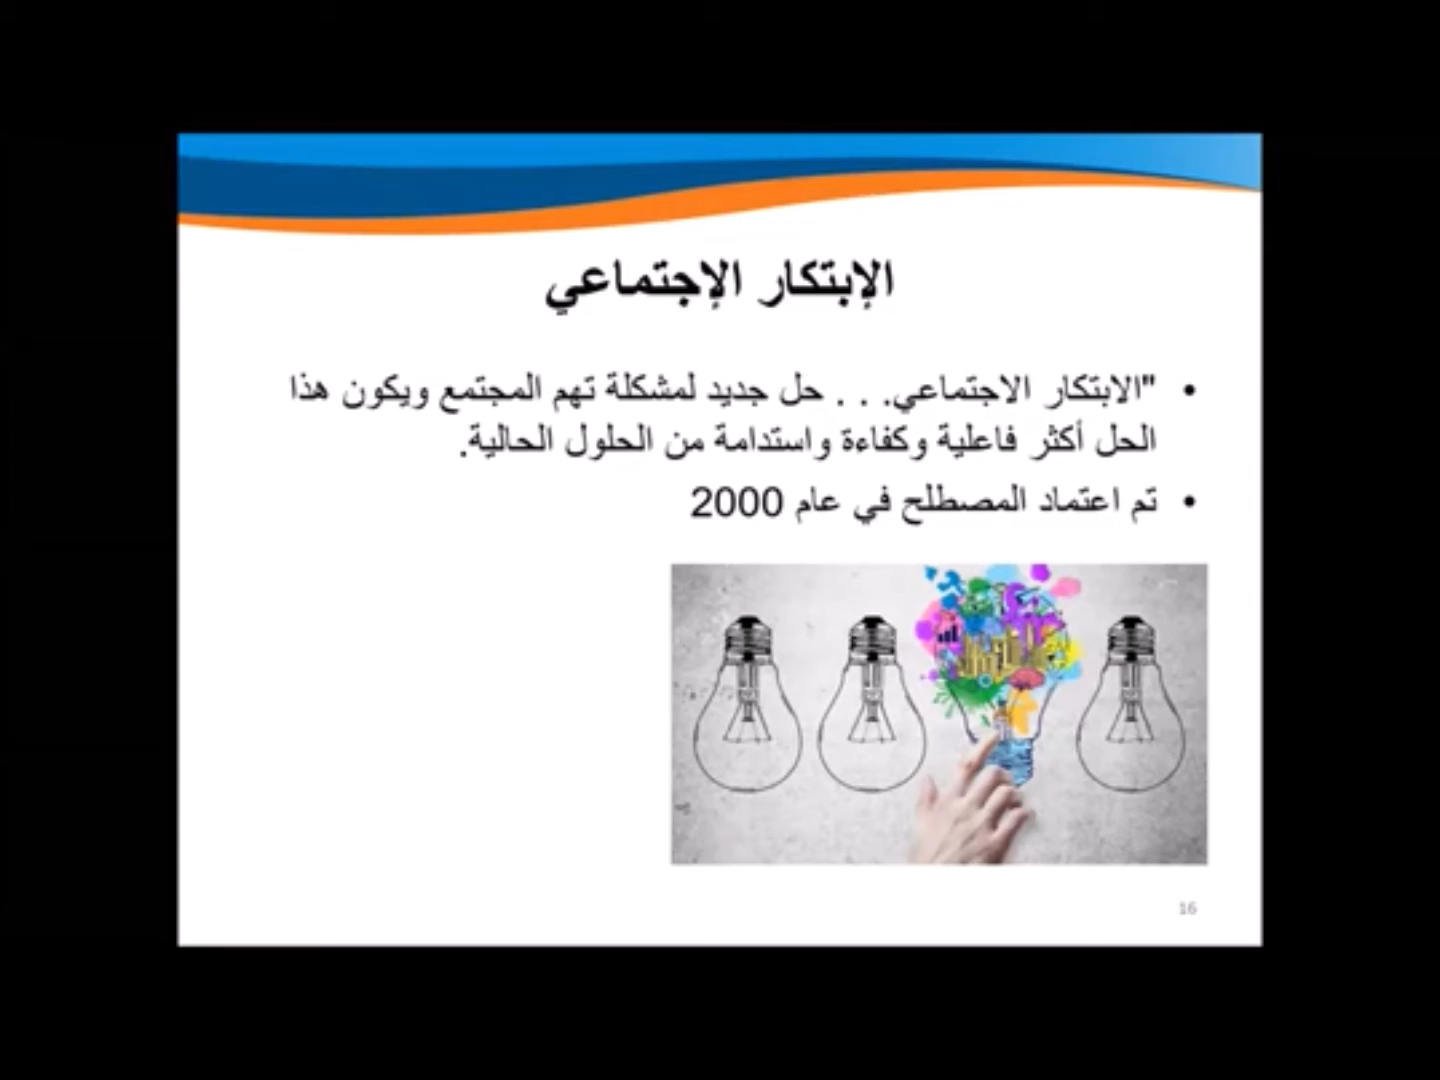 الإبتكار الإجتماعي
• "الابتكار الاجتماعي. . . حل جديد لمشكلة تهم المجتمع ويكون هذا
الحل أكثر فاعلية وكفاءة واستدامة من الحلول الحالية.
• تم اعتماد المصطلح في عام 2000
16